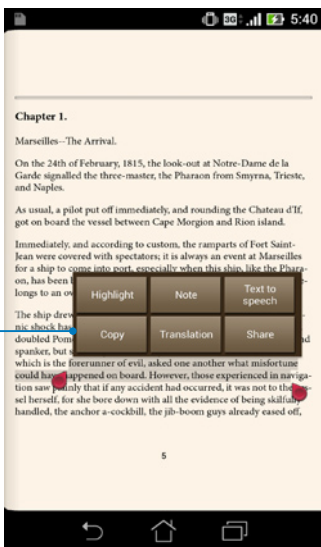 3G 5:40
Chapter 1.
Marseilles--The Arrival.
On the 24th of February, 1815, the look-out at Notre-Dame de la
Garde signalled the three-master, the Pharaon from Smyrna, Trieste,
and Naples.
As usual, a pilot put off immediately, and rounding the Chateau d'If,
got on board the vessel between Cape Morgion and Rion island.
Immediately, and according to custom, the ramparts of Fort Saint-
Jean were covered with spectators; it is always an event at Marseilles
for a ship to come into port, especially when this ship, like the Phara-
on, has been
longs to an
Highlight Note Text to speech
The ship drew
nic shock has
Copy Translation Share
doubled
spanker, but
which is the forerunner of evil, asked one another what misfortune
could have happened on board. However, those experienced in naviga-
tion saw plainly that if any accident had occurred, it was not to the
sel herself, for she bore down with all the evidence of being skilfully
handled, the anchor a-cockbill, the jib-boom guys already eased off,
5